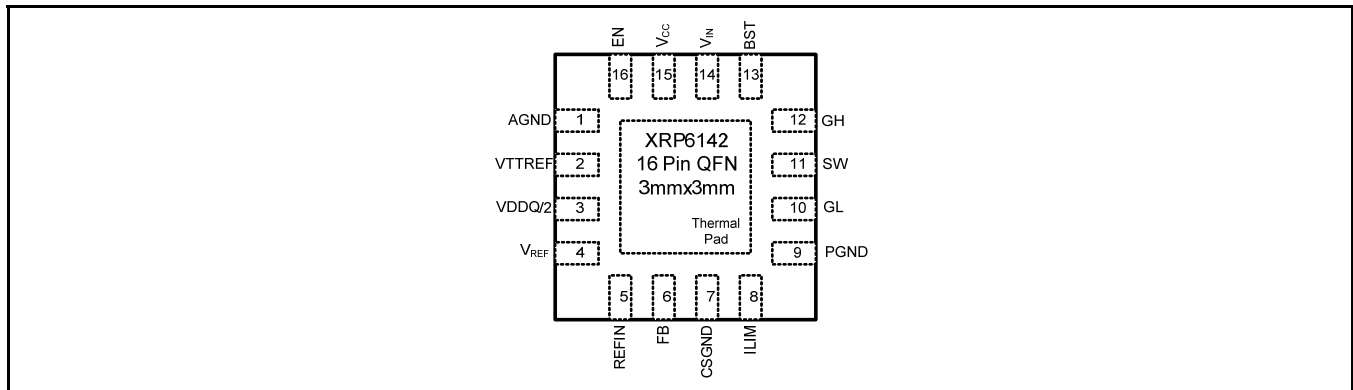 EN
VCC
VIN
BST
16
15
14
13
AGND 1
12 GH
VTTREF 2
11 SW
VDDQ/2 3
10 GL
VREF 4
9 PGND
XRP6142
16 Pin QFN
3mmx3mm
Thermal
Pad
5
6
7
8
REFIN
FB
CSGND
ILIM